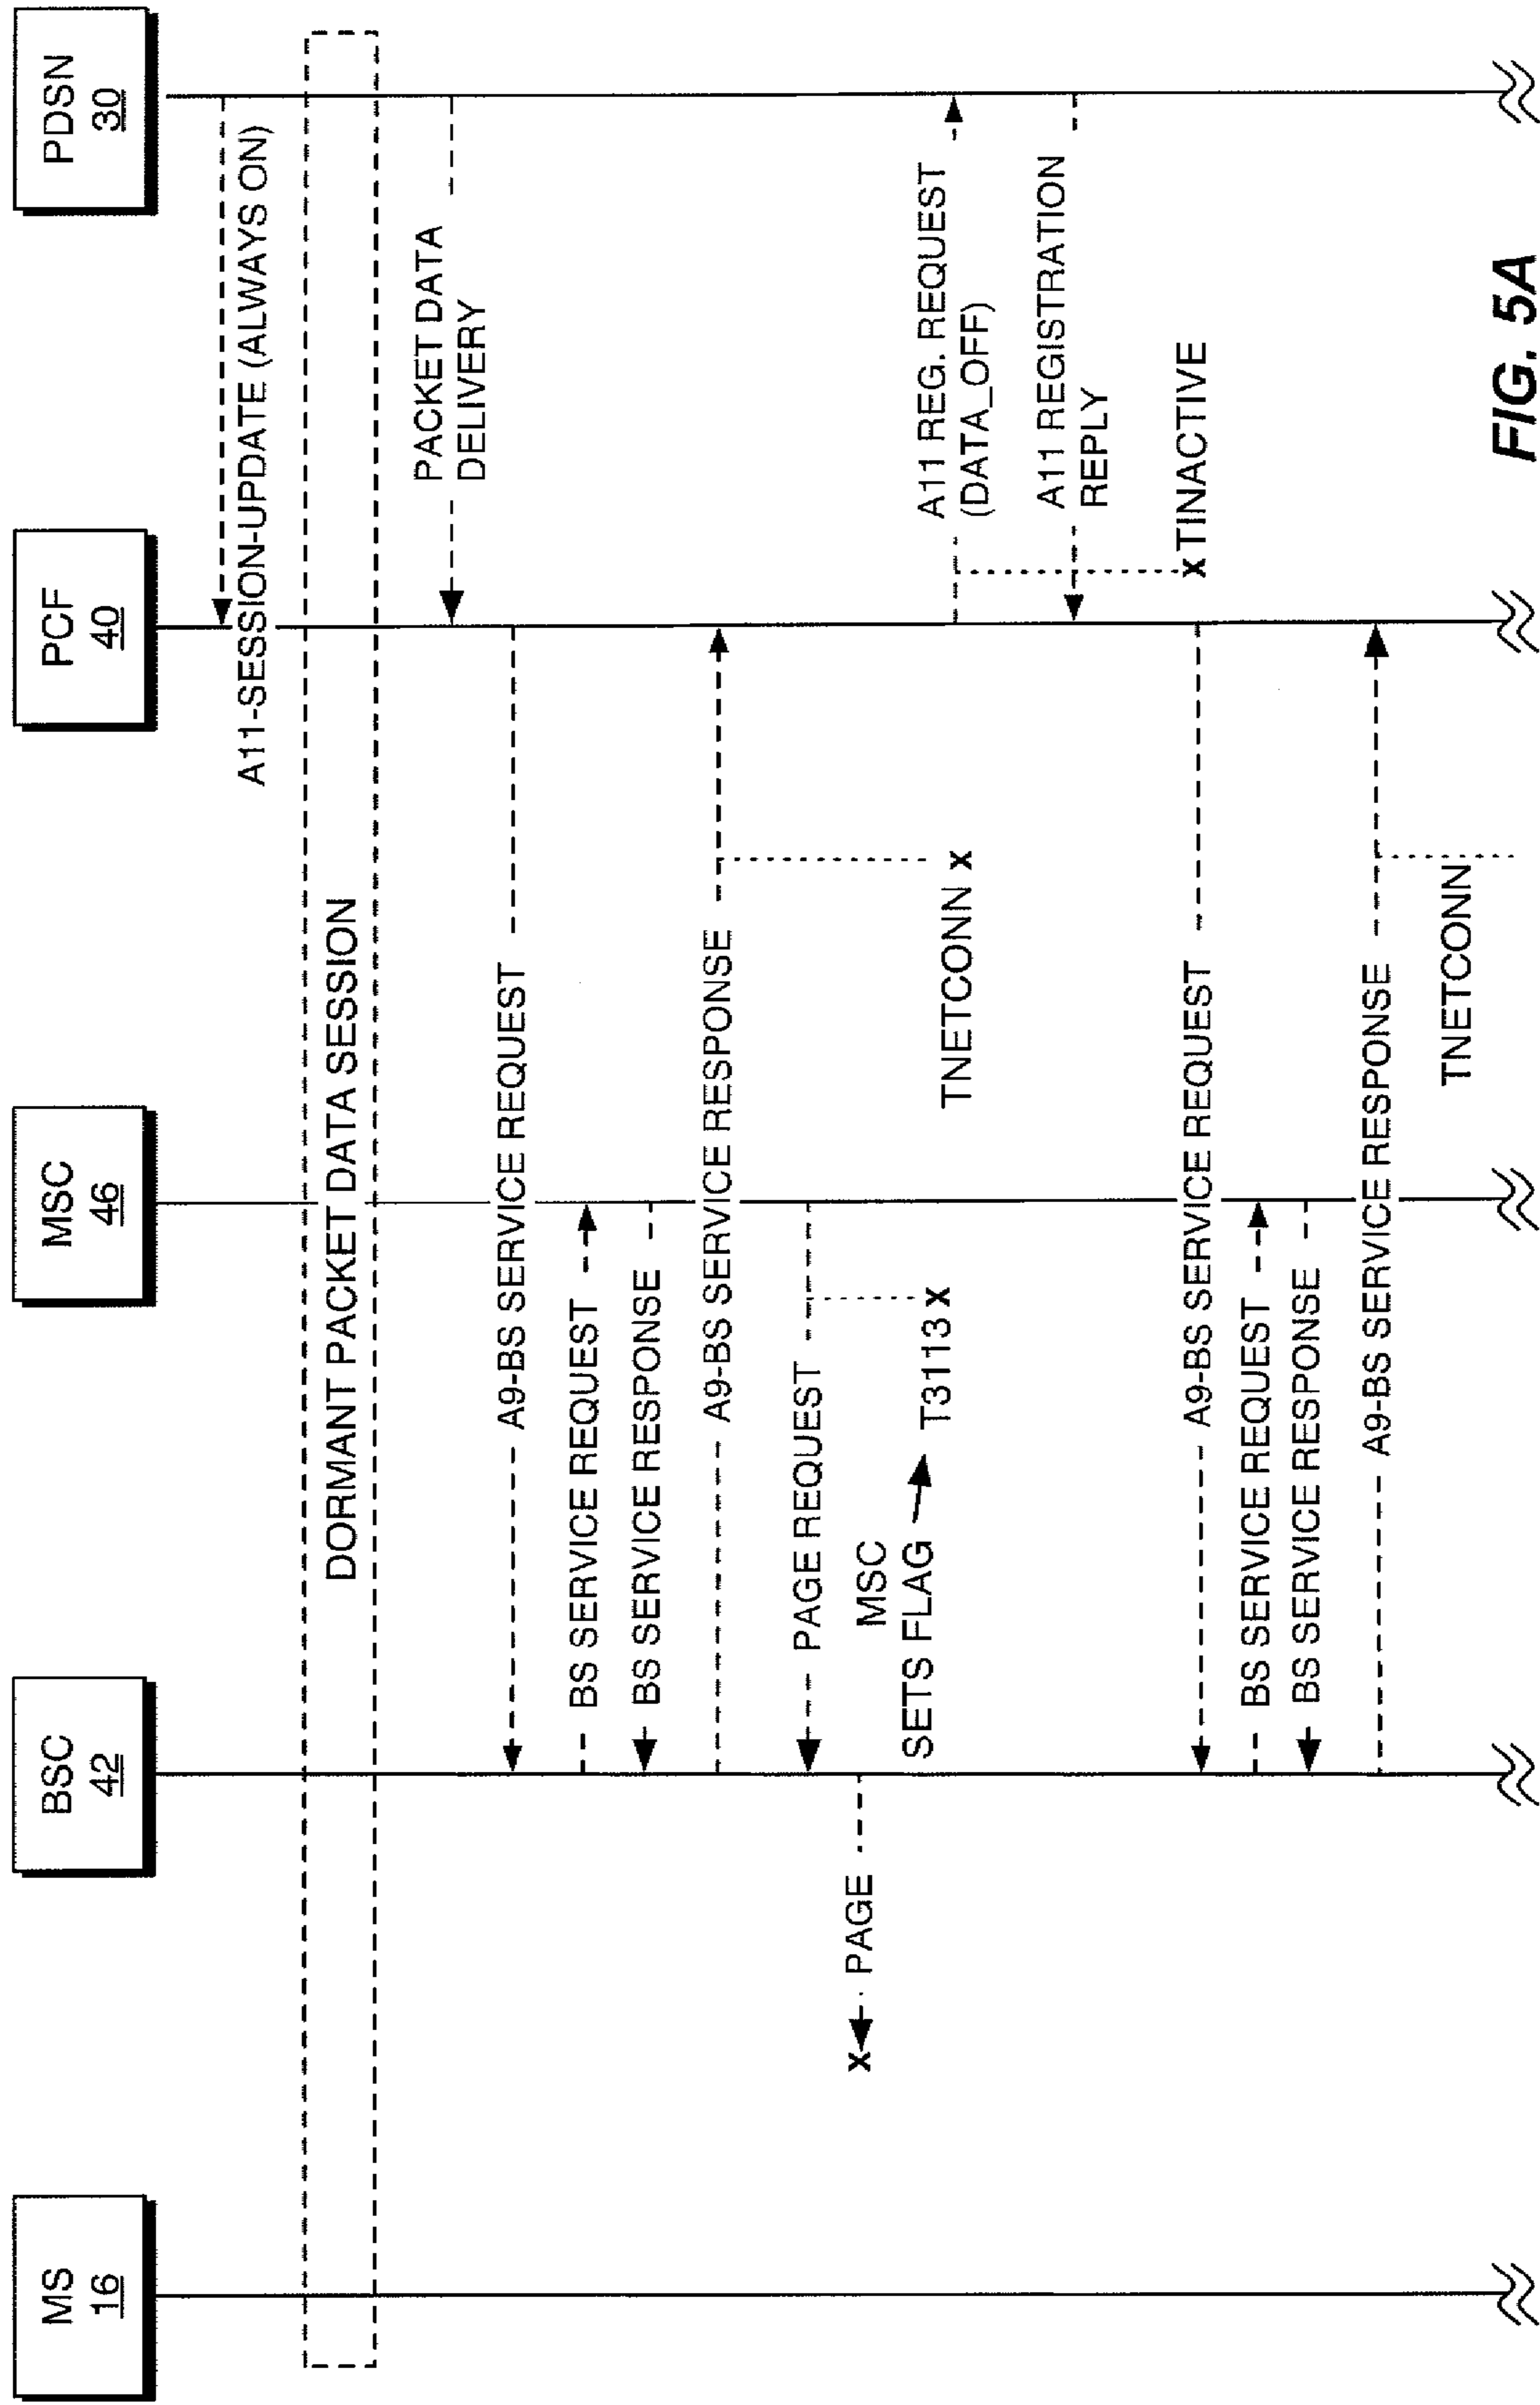 MS
16
BSC
42
MSC
46
PCF
40
PDSN
30
A11-SESSION-UPDATE (ALWAYS ON)
DORMANT PACKET DATA SESSION
PACKET DATA
DELIVERY
A9-BS SERVICE REQUEST
BS SERVICE REQUEST
BS SERVICE RESPONSE
A9-BS SERVICE RESPONSE
PAGE REQUEST
X
PAGE
MSC
SETS FLAG
T3113 X
TNETCONN X
A11 REG. REQUEST
(DATA_OFF)
A11 REGISTRATION
REPLY
X TINACTIVE
A9-BS SERVICE REQUEST
BS SERVICE REQUEST
BS SERVICE RESPONSE
A9-BS SERVICE RESPONSE
TNETCONN
FIG. 5A